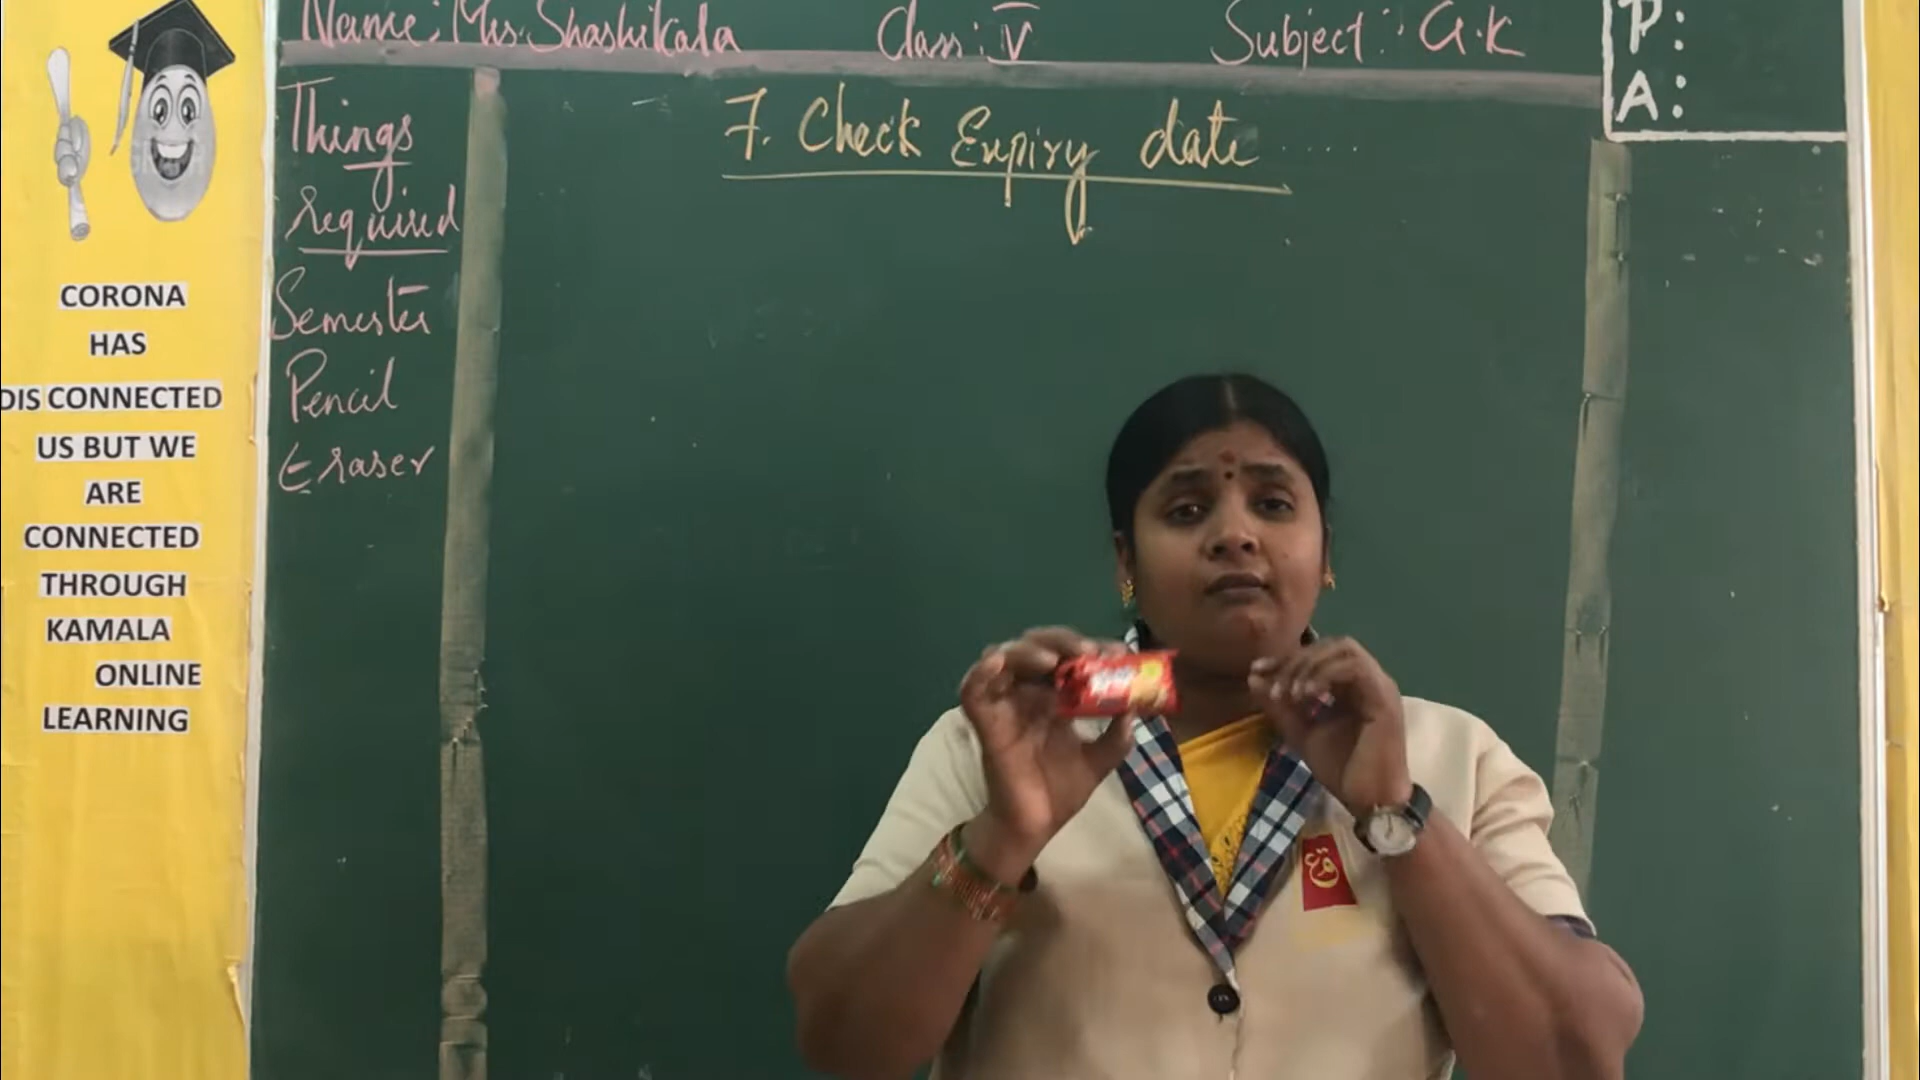 Name: Mrs. Shashikala Class: V Subject: G.K
P:
A:
7. Check Expiry date ....
Things
required
Semester
Pencil
Eraser
CORONA
HAS
DIS CONNECTED
US BUT WE
ARE
CONNECTED
THROUGH
KAMALA
ONLINE
LEARNING